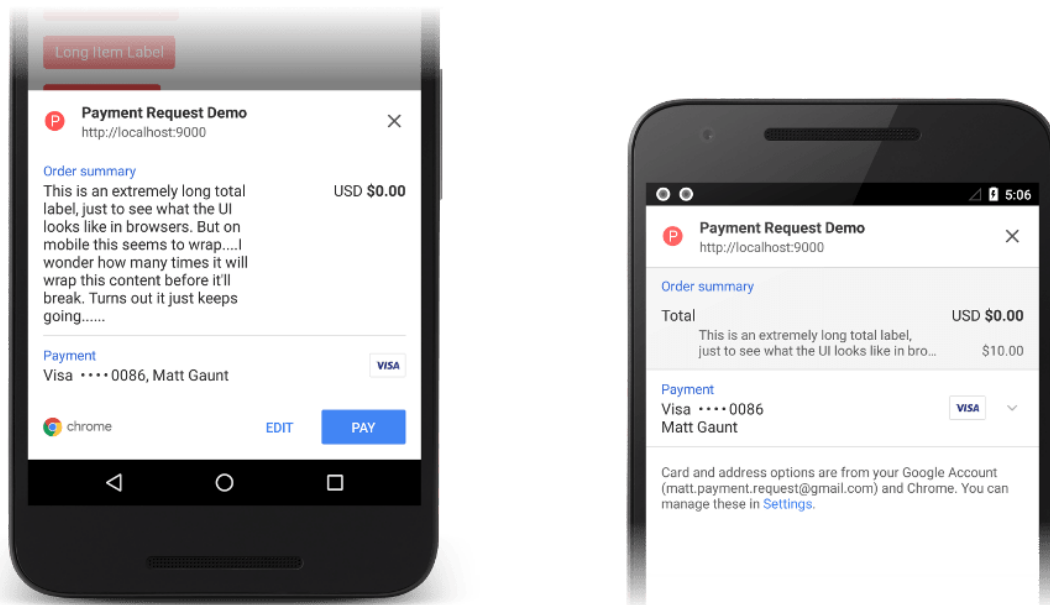 Long Item Label
P
Payment Request Demo
http://localhost:9000
Order summary
This is an extremely long total
label, just to see what the UI
looks like in browsers. But on
mobile this seems to wrap....I
wonder how many times it will
wrap this content before it'll
break. Turns out it just keeps
going......
USD $0.00
Payment
Visa ····0086, Matt Gaunt
VISA
chrome
EDIT
PAY
5:06
P
Payment Request Demo
http://localhost:9000
Order summary
Total
USD $0.00
This is an extremely long total label,
just to see what the UI looks like in bro...
$10.00
Payment
Visa ····0086
Matt Gaunt
VISA
Card and address options are from your Google Account
(matt.payment.request@gmail.com) and Chrome. You can
manage these in Settings.